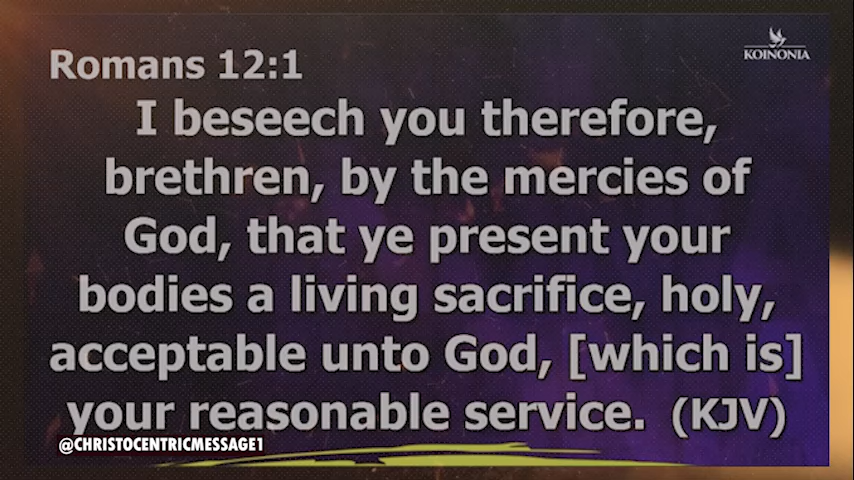 KOINONIA
Romans 12:1
I beseech you therefore,
brethren, by the mercies of
God, that ye present your
bodies a living sacrifice, holy,
acceptable unto God, [which is]
your reasonable service. (KJV)
@CHRISTOCENTRICMESSAGE1